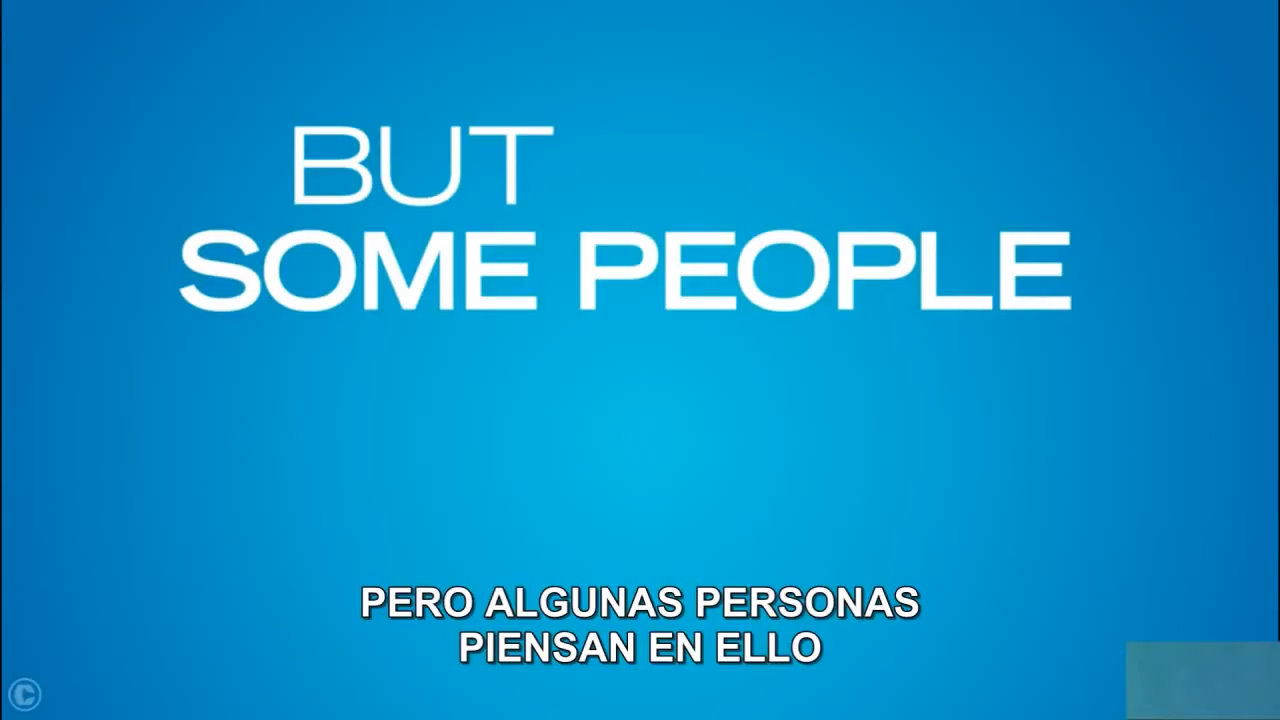 BUT
SOME PEOPLE
PERO ALGUNAS PERSONAS
PIENSAN EN ELLO
C